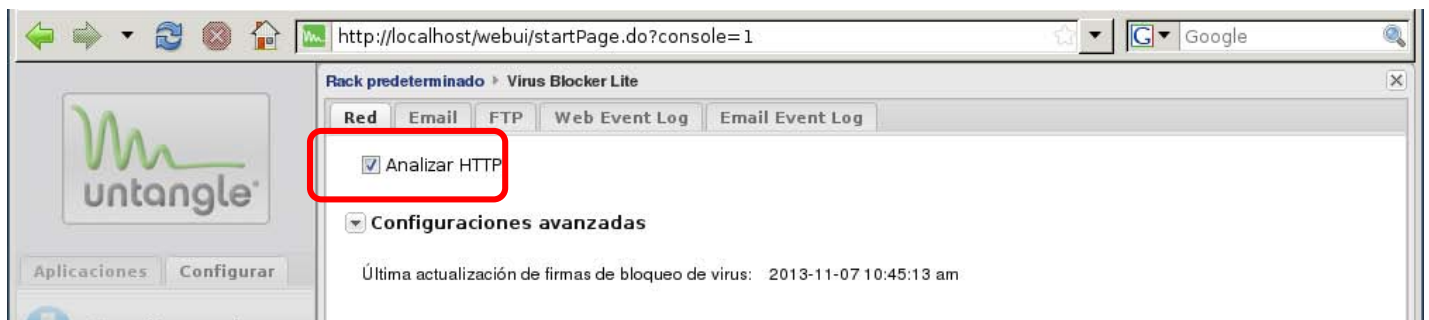 http://localhost/webui/startPage.do?console=1 Google
Rack predeterminado Virus Blocker Lite
Red Email FTP Web Event Log Email Event Log
Analizar HTTP
untangle
Configuraciones avanzadas
Aplicaciones Configurar
Última actualización de firmas de bloqueo de virus: 2013-11-07 10:45:13 am